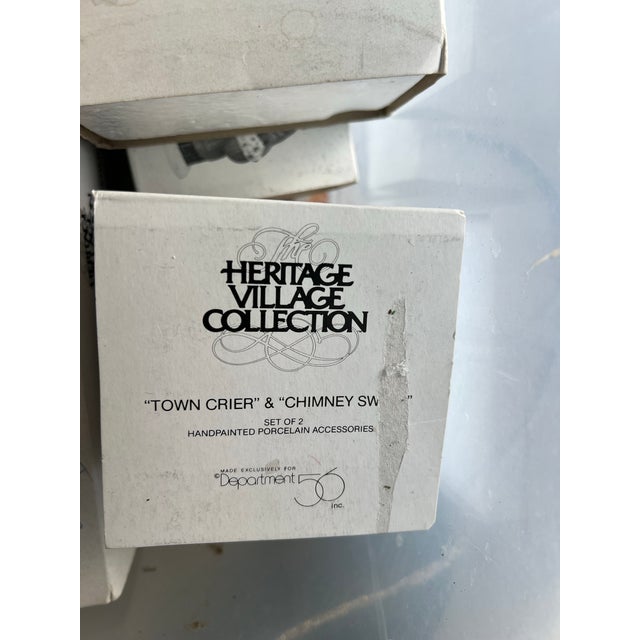 The
HERITAGE
VILLAGE
COLLECTION
"TOWN CRIER" & "CHIMNEY SW
SET OF 2
HANDPAINTED PORCELAIN ACCESSORIES
MADE EXCLUSIVELY FOR
©Department 56
inc.